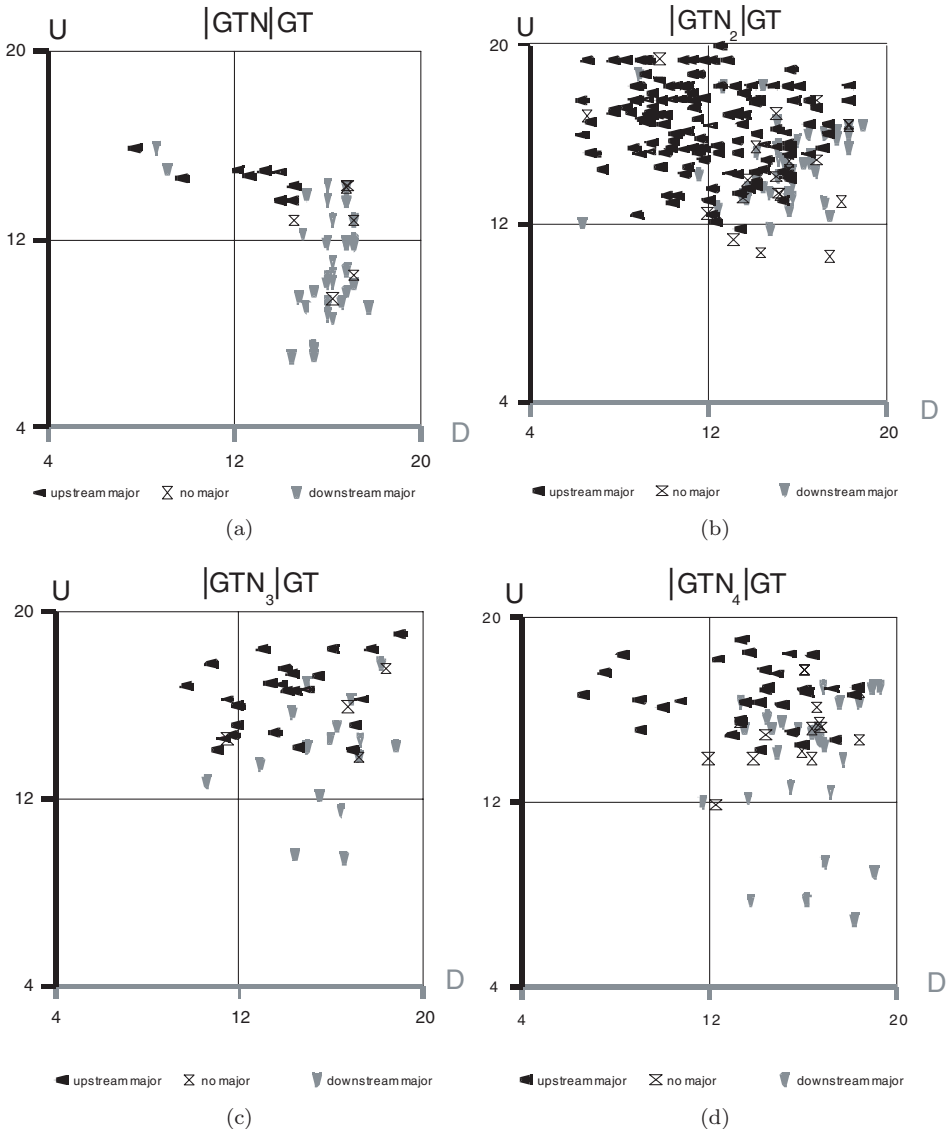 U |GTN|GT
20
12
4
D
4 12 20
upstream major no major downstream major
(a)
U |GTN2|GT
20
12
4
D
4 12 20
upstream major no major downstream major
(b)
U |GTN3|GT
20
12
4
D
4 12 20
upstream major no major downstream major
(c)
U |GTN4|GT
20
12
4
D
4 12 20
upstream major no major downstream major
(d)